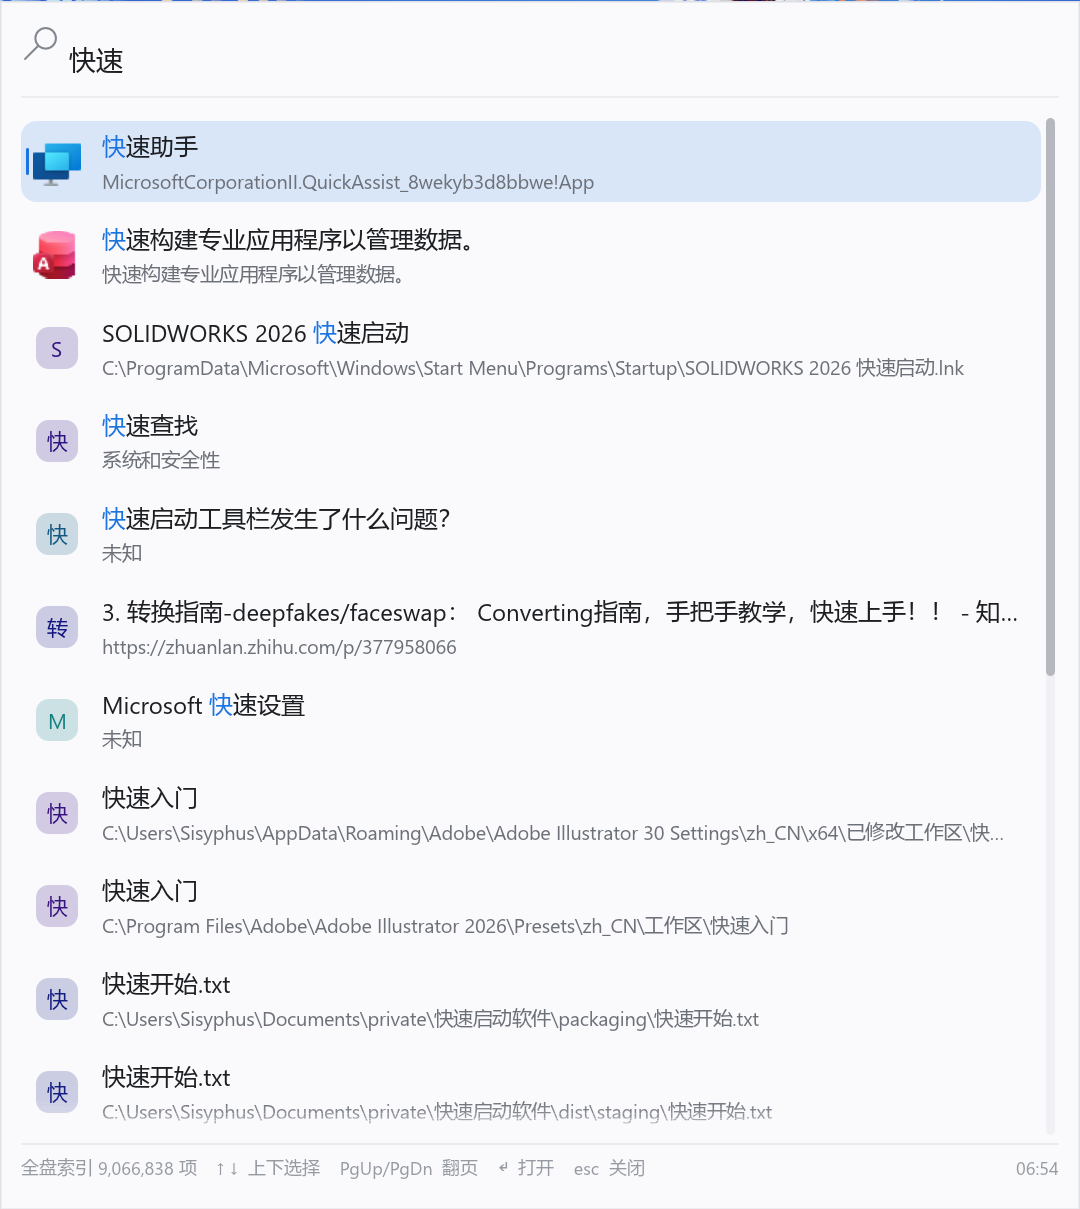 快速
快速助手
MicrosoftCorporationII.QuickAssist_8wekyb3d8bbwe!App
快速构建专业应用程序以管理数据。
快速构建专业应用程序以管理数据。
A
SOLIDWORKS 2026 快速启动
S
C:\ProgramData\Microsoft\Windows\Start Menu\Programs\Startup\SOLIDWORKS 2026 快速启动.lnk
快速查找
快
系统和安全性
快速启动工具栏发生了什么问题?
快
未知
3. 转换指南-deepfakes/faceswap： Converting指南，手把手教学，快速上手！！ - 知...
转
https://zhuanlan.zhihu.com/p/377958066
Microsoft 快速设置
M
未知
快速入门
快
C:\Users\Sisyphus\AppData\Roaming\Adobe\Adobe Illustrator 30 Settings\zh_CN\x64\已修改工作区\快...
快速入门
快
C:\Program Files\Adobe\Adobe Illustrator 2026\Presets\zh_CN\工作区\快速入门
快速开始.txt
快
C:\Users\Sisyphus\Documents\private\快速启动软件\packaging\快速开始.txt
快速开始.txt
快
C:\Users\Sisyphus\Documents\private\快速启动软件\dist\staging\快速开始.txt
全盘索引 9,066,838 项 ↑↓ 上下选择 PgUp/PgDn 翻页 ↵ 打开 esc 关闭 06:54